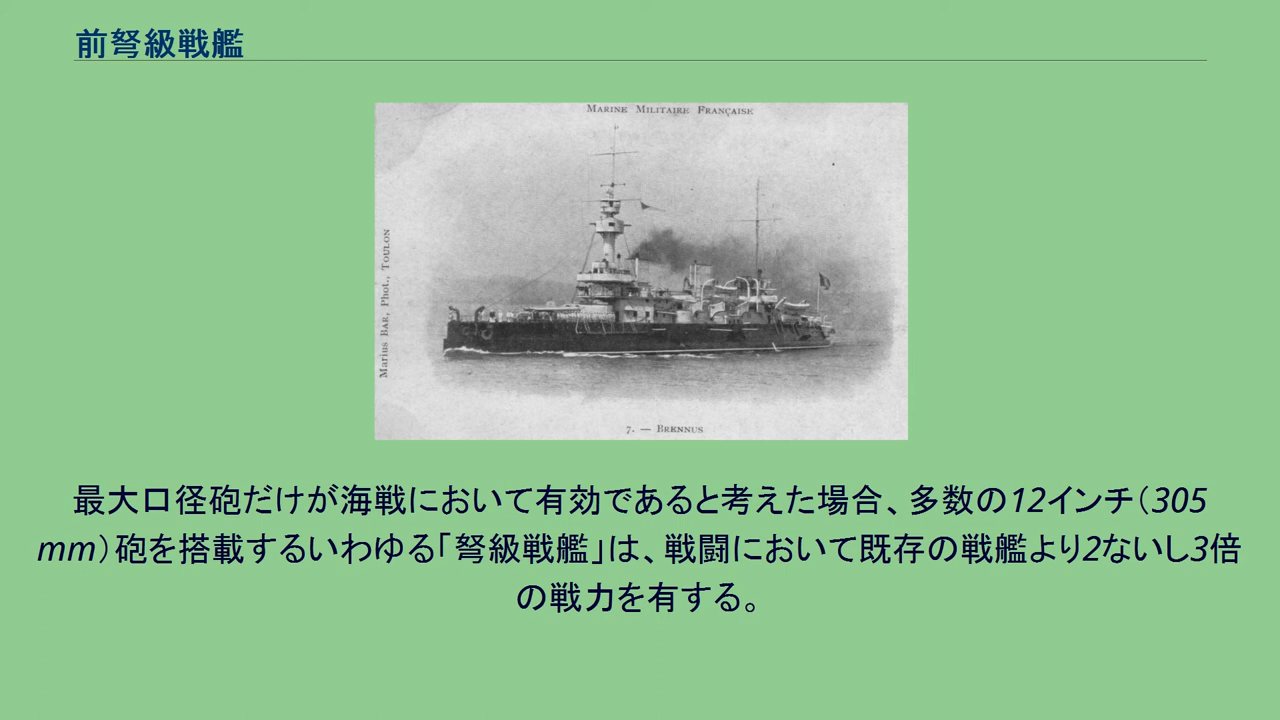 前弩級戦艦
MARINE MILITAIRE FRANÇAISE
Marius BAR, Phot., TOULON
7. — BRENNUS
最大口径砲だけが海戦において有効であると考えた場合、多数の12インチ（305
mm）砲を搭載するいわゆる「弩級戦艦」は、戦闘において既存の戦艦より2ないし3倍
の戦力を有する。